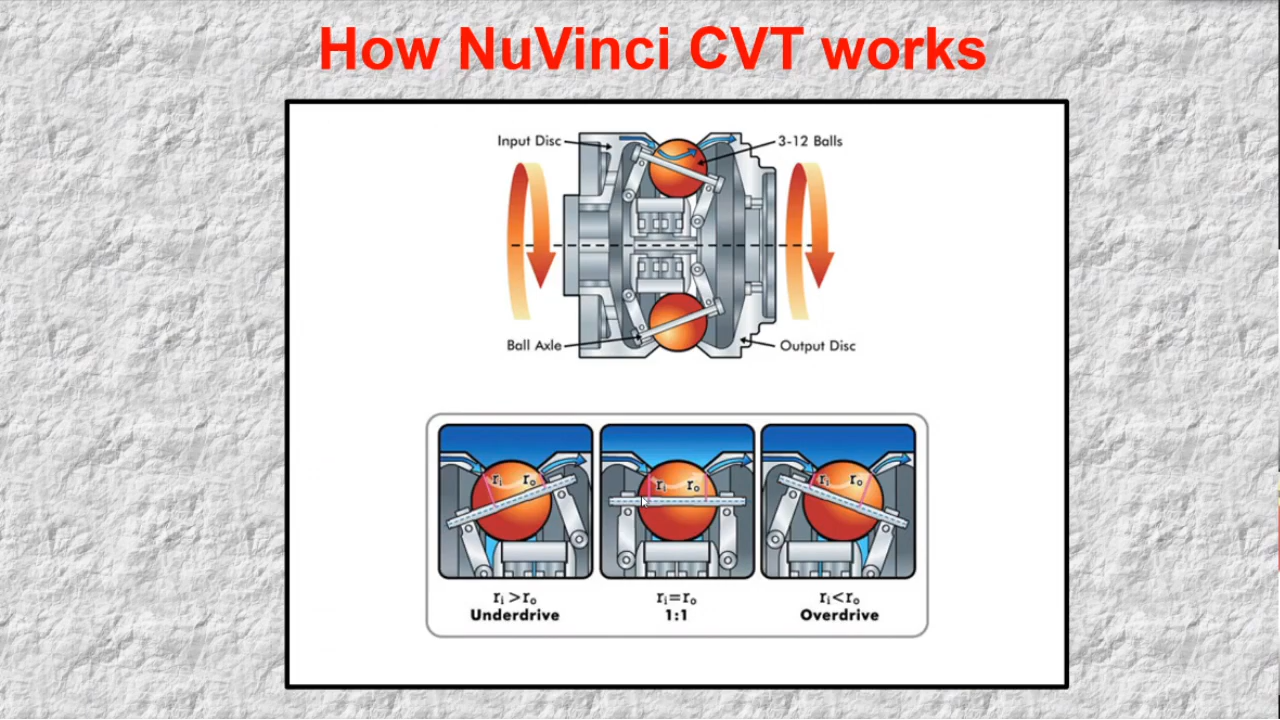 How NuVinci CVT works
Input Disc
3-12 Balls
Ball Axle
Output Disc
ri ro
ri ro
ri ro
ri >ro
Underdrive
ri=ro
1:1
ri<ro
Overdrive